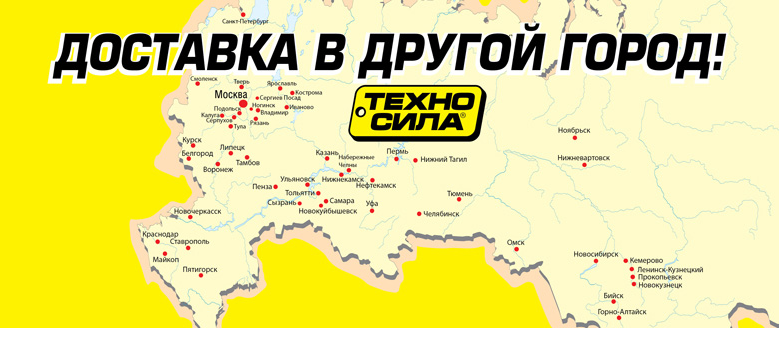 Санкт-Петербург
ДОСТАВКА В ДРУГОЙ ГОРОД!
Смоленск
Тверь
Ярославль
Москва
Сергиев Посад
Кострома
Подольск
Ногинск
Иваново
Калуга
Серпухов
Владимир
Тула
Рязань
ТЕХНО
СИЛА®
Курск
Белгород
Липецк
Воронеж
Тамбов
Казань
Набережные
Челны
Пермь
Нижний Тагил
Ноябрьск
Нижневартовск
Пенза
Ульяновск
Нижнекамск
Нефтекамск
Тольятти
Сызрань
Самара
Новокуйбышевск
Уфа
Тюмень
Челябинск
Новочеркасск
Краснодар
Ставрополь
Майкоп
Пятигорск
Омск
Новосибирск
Кемерово
Ленинск-Кузнецкий
Прокопьевск
Новокузнецк
Бийск
Горно-Алтайск